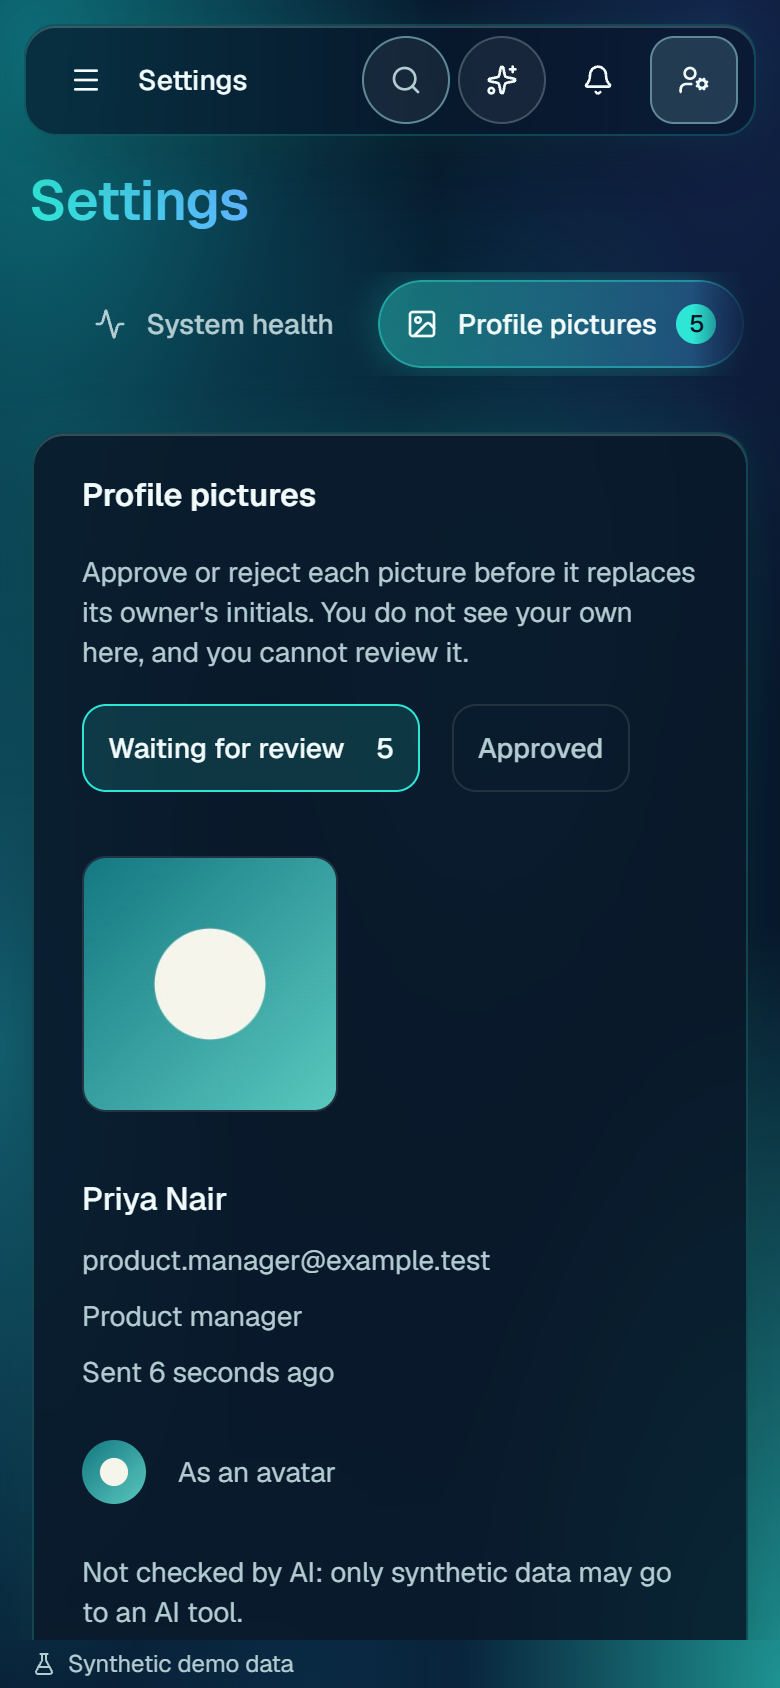 Settings
Settings
System health
Profile pictures 5
Profile pictures
Approve or reject each picture before it replaces
its owner's initials. You do not see your own
here, and you cannot review it.
Waiting for review 5
Approved
Priya Nair
product.manager@example.test
Product manager
Sent 6 seconds ago
As an avatar
Not checked by AI: only synthetic data may go
to an AI tool.
Synthetic demo data